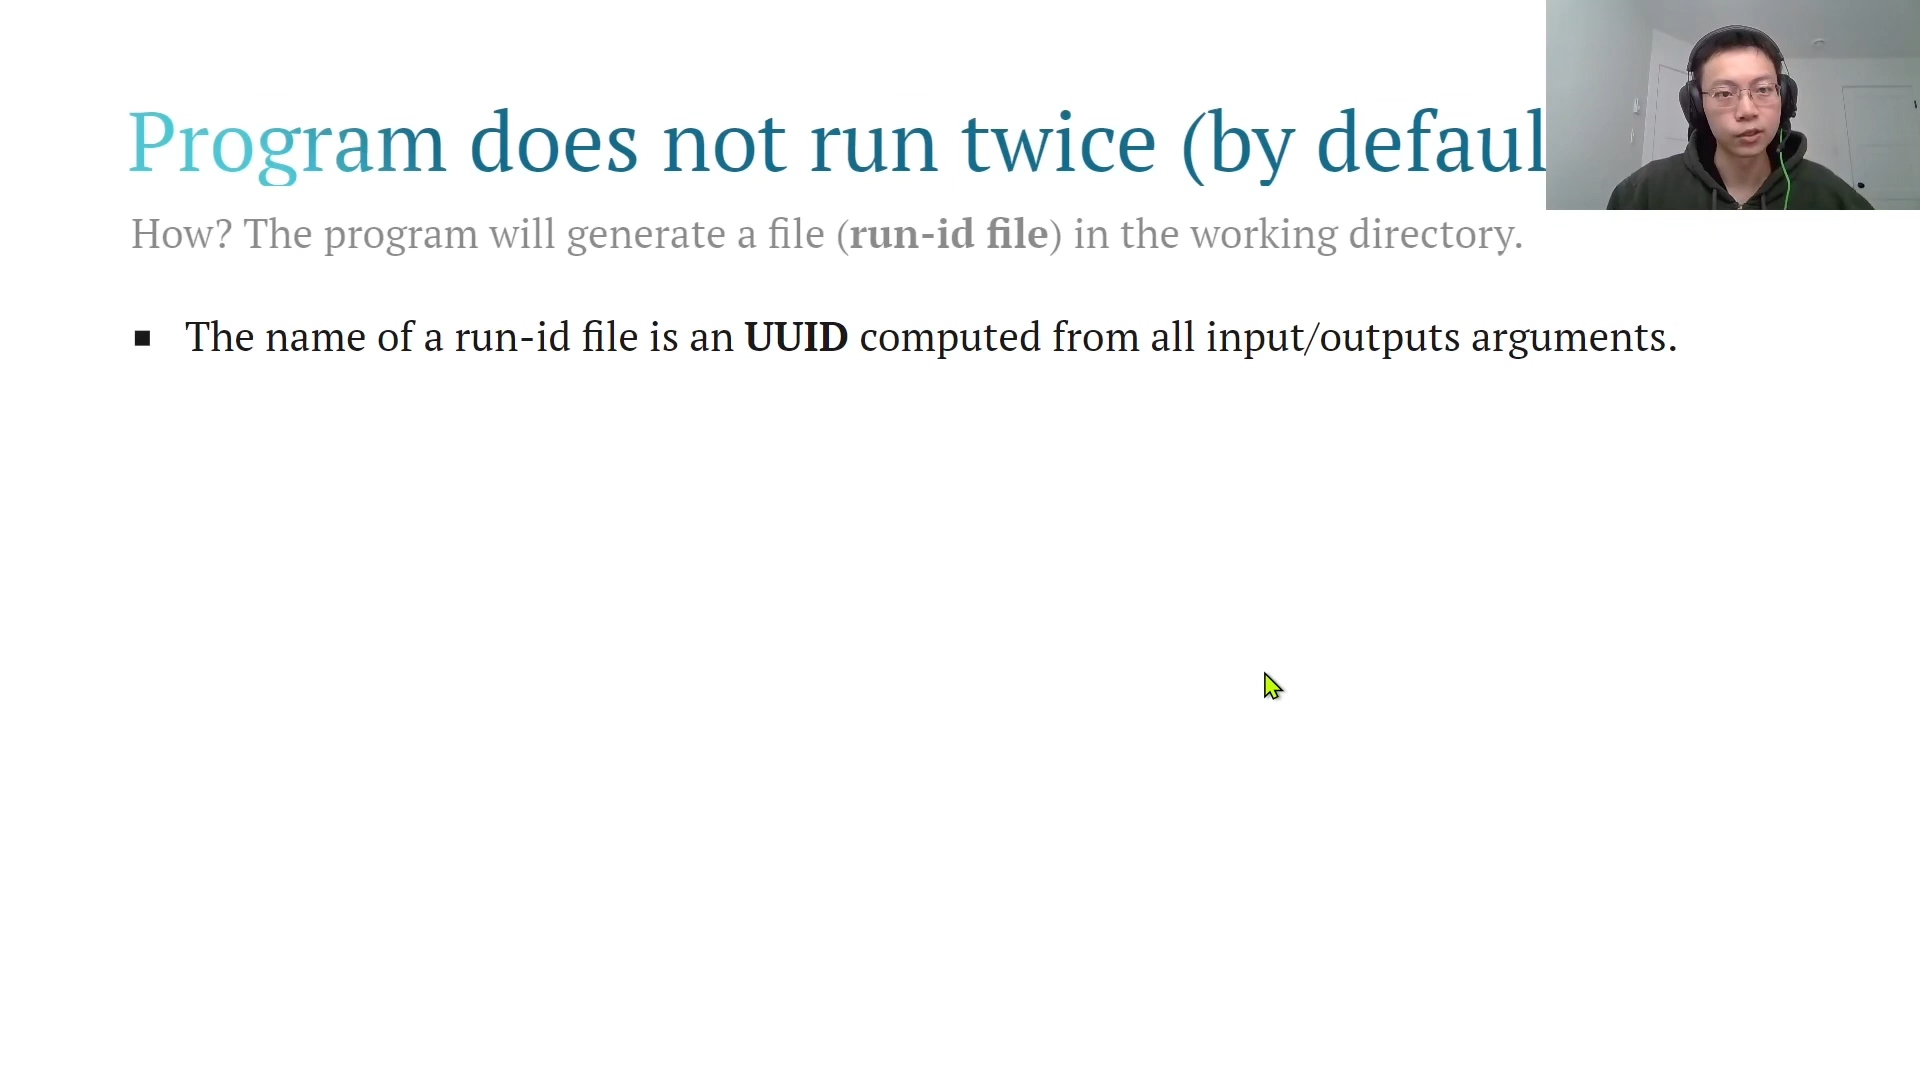 Program does not run twice (by defaul
How? The program will generate a file (run-id file) in the working directory.
▪ The name of a run-id file is an UUID computed from all input/outputs arguments.